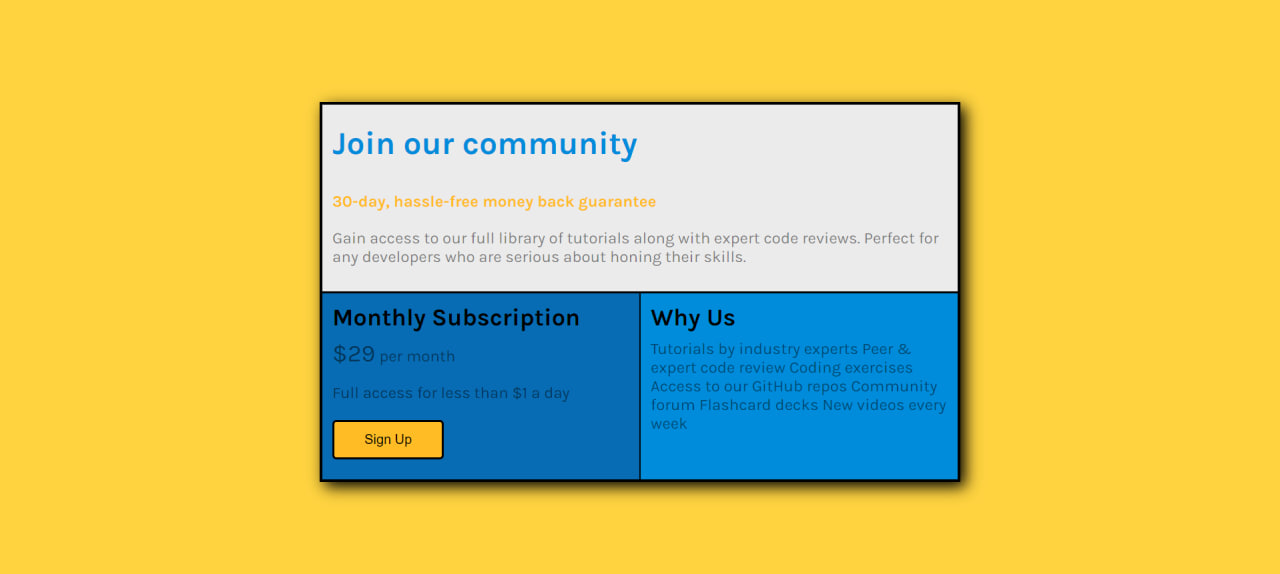 Join our community
30-day, hassle-free money back guarantee
Gain access to our full library of tutorials along with expert code reviews. Perfect for
any developers who are serious about honing their skills.
Monthly Subscription
$29 per month
Full access for less than $1 a day
Sign Up
Why Us
Tutorials by industry experts Peer &
expert code review Coding exercises
Access to our GitHub repos Community
forum Flashcard decks New videos every
week